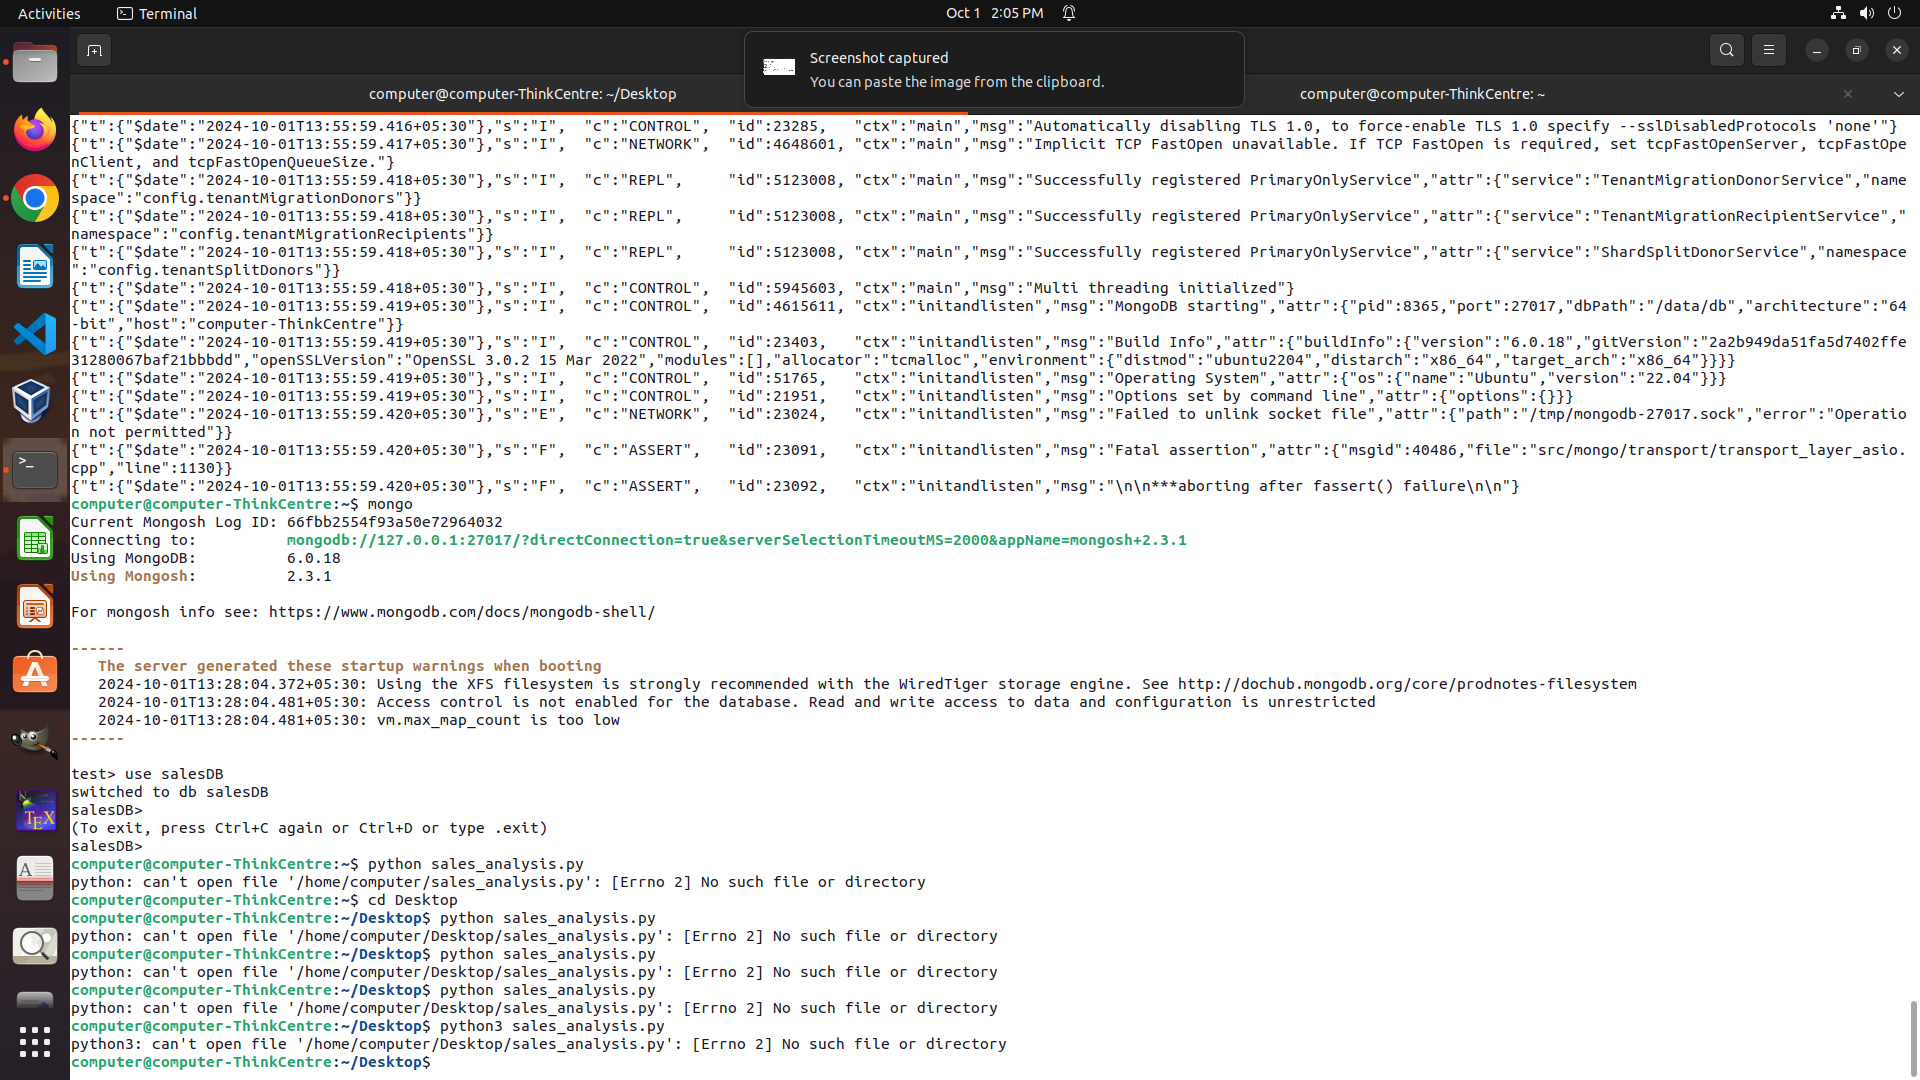 Activities
Terminal
Oct 1 2:05 PM
Screenshot captured
You can paste the image from the clipboard.
computer@computer-ThinkCentre: ~/Desktop
computer@computer-ThinkCentre: ~
{"t":{"$date":"2024-10-01T13:55:59.416+05:30"},"s":"I",  "c":"CONTROL",  "id":23285,   "ctx":"main","msg":"Automatically disabling TLS 1.0, to force-enable TLS 1.0 specify --sslDisabledProtocols 'none'"}
{"t":{"$date":"2024-10-01T13:55:59.417+05:30"},"s":"I",  "c":"NETWORK",  "id":4648601, "ctx":"main","msg":"Implicit TCP FastOpen unavailable. If TCP FastOpen is required, set tcpFastOpenServer, tcpFastOpe
nClient, and tcpFastOpenQueueSize."}
{"t":{"$date":"2024-10-01T13:55:59.418+05:30"},"s":"I",  "c":"REPL",     "id":5123008, "ctx":"main","msg":"Successfully registered PrimaryOnlyService","attr":{"service":"TenantMigrationDonorService","name
space":"config.tenantMigrationDonors"}}
{"t":{"$date":"2024-10-01T13:55:59.418+05:30"},"s":"I",  "c":"REPL",     "id":5123008, "ctx":"main","msg":"Successfully registered PrimaryOnlyService","attr":{"service":"TenantMigrationRecipientService","
namespace":"config.tenantMigrationRecipients"}}
{"t":{"$date":"2024-10-01T13:55:59.418+05:30"},"s":"I",  "c":"REPL",     "id":5123008, "ctx":"main","msg":"Successfully registered PrimaryOnlyService","attr":{"service":"ShardSplitDonorService","namespace
":"config.tenantSplitDonors"}}
{"t":{"$date":"2024-10-01T13:55:59.418+05:30"},"s":"I",  "c":"CONTROL",  "id":5945603, "ctx":"main","msg":"Multi threading initialized"}
{"t":{"$date":"2024-10-01T13:55:59.419+05:30"},"s":"I",  "c":"CONTROL",  "id":4615611, "ctx":"initandlisten","msg":"MongoDB starting","attr":{"pid":8365,"port":27017,"dbPath":"/data/db","architecture":"64
-bit","host":"computer-ThinkCentre"}}
{"t":{"$date":"2024-10-01T13:55:59.419+05:30"},"s":"I",  "c":"CONTROL",  "id":23403,   "ctx":"initandlisten","msg":"Build Info","attr":{"buildInfo":{"version":"6.0.18","gitVersion":"2a2b949da51fa5d7402ffe
31280067baf21bbbdd","openSSLVersion":"OpenSSL 3.0.2 15 Mar 2022","modules":[],"allocator":"tcmalloc","environment":{"distmod":"ubuntu2204","distarch":"x86_64","target_arch":"x86_64"}}}}
{"t":{"$date":"2024-10-01T13:55:59.419+05:30"},"s":"I",  "c":"CONTROL",  "id":51765,   "ctx":"initandlisten","msg":"Operating System","attr":{"os":{"name":"Ubuntu","version":"22.04"}}}
{"t":{"$date":"2024-10-01T13:55:59.419+05:30"},"s":"I",  "c":"CONTROL",  "id":21951,   "ctx":"initandlisten","msg":"Options set by command line","attr":{"options":{}}}
{"t":{"$date":"2024-10-01T13:55:59.420+05:30"},"s":"E",  "c":"NETWORK",  "id":23024,   "ctx":"initandlisten","msg":"Failed to unlink socket file","attr":{"path":"/tmp/mongodb-27017.sock","error":"Operatio
n not permitted"}}
{"t":{"$date":"2024-10-01T13:55:59.420+05:30"},"s":"F",  "c":"ASSERT",   "id":23091,   "ctx":"initandlisten","msg":"Fatal assertion","attr":{"msgid":40486,"file":"src/mongo/transport/transport_layer_asio.
cpp","line":1130}}
{"t":{"$date":"2024-10-01T13:55:59.420+05:30"},"s":"F",  "c":"ASSERT",   "id":23092,   "ctx":"initandlisten","msg":"\n\n***aborting after fassert() failure\n\n"}
computer@computer-ThinkCentre:~$ mongo
Current Mongosh Log ID: 66fbb2554f93a50e72964032
Connecting to:          mongodb://127.0.0.1:27017/?directConnection=true&serverSelectionTimeoutMS=2000&appName=mongosh+2.3.1
Using MongoDB:          6.0.18
Using Mongosh:          2.3.1
For mongosh info see: https://www.mongodb.com/docs/mongodb-shell/
------
The server generated these startup warnings when booting
2024-10-01T13:28:04.372+05:30: Using the XFS filesystem is strongly recommended with the WiredTiger storage engine. See http://dochub.mongodb.org/core/prodnotes-filesystem
2024-10-01T13:28:04.481+05:30: Access control is not enabled for the database. Read and write access to data and configuration is unrestricted
2024-10-01T13:28:04.481+05:30: vm.max_map_count is too low
------
test> use salesDB
switched to db salesDB
salesDB>
(To exit, press Ctrl+C again or Ctrl+D or type .exit)
salesDB>
computer@computer-ThinkCentre:~$ python sales_analysis.py
python: can't open file '/home/computer/sales_analysis.py': [Errno 2] No such file or directory
computer@computer-ThinkCentre:~$ cd Desktop
computer@computer-ThinkCentre:~/Desktop$ python sales_analysis.py
python: can't open file '/home/computer/Desktop/sales_analysis.py': [Errno 2] No such file or directory
computer@computer-ThinkCentre:~/Desktop$ python sales_analysis.py
python: can't open file '/home/computer/Desktop/sales_analysis.py': [Errno 2] No such file or directory
computer@computer-ThinkCentre:~/Desktop$ python sales_analysis.py
python: can't open file '/home/computer/Desktop/sales_analysis.py': [Errno 2] No such file or directory
computer@computer-ThinkCentre:~/Desktop$ python3 sales_analysis.py
python3: can't open file '/home/computer/Desktop/sales_analysis.py': [Errno 2] No such file or directory
computer@computer-ThinkCentre:~/Desktop$